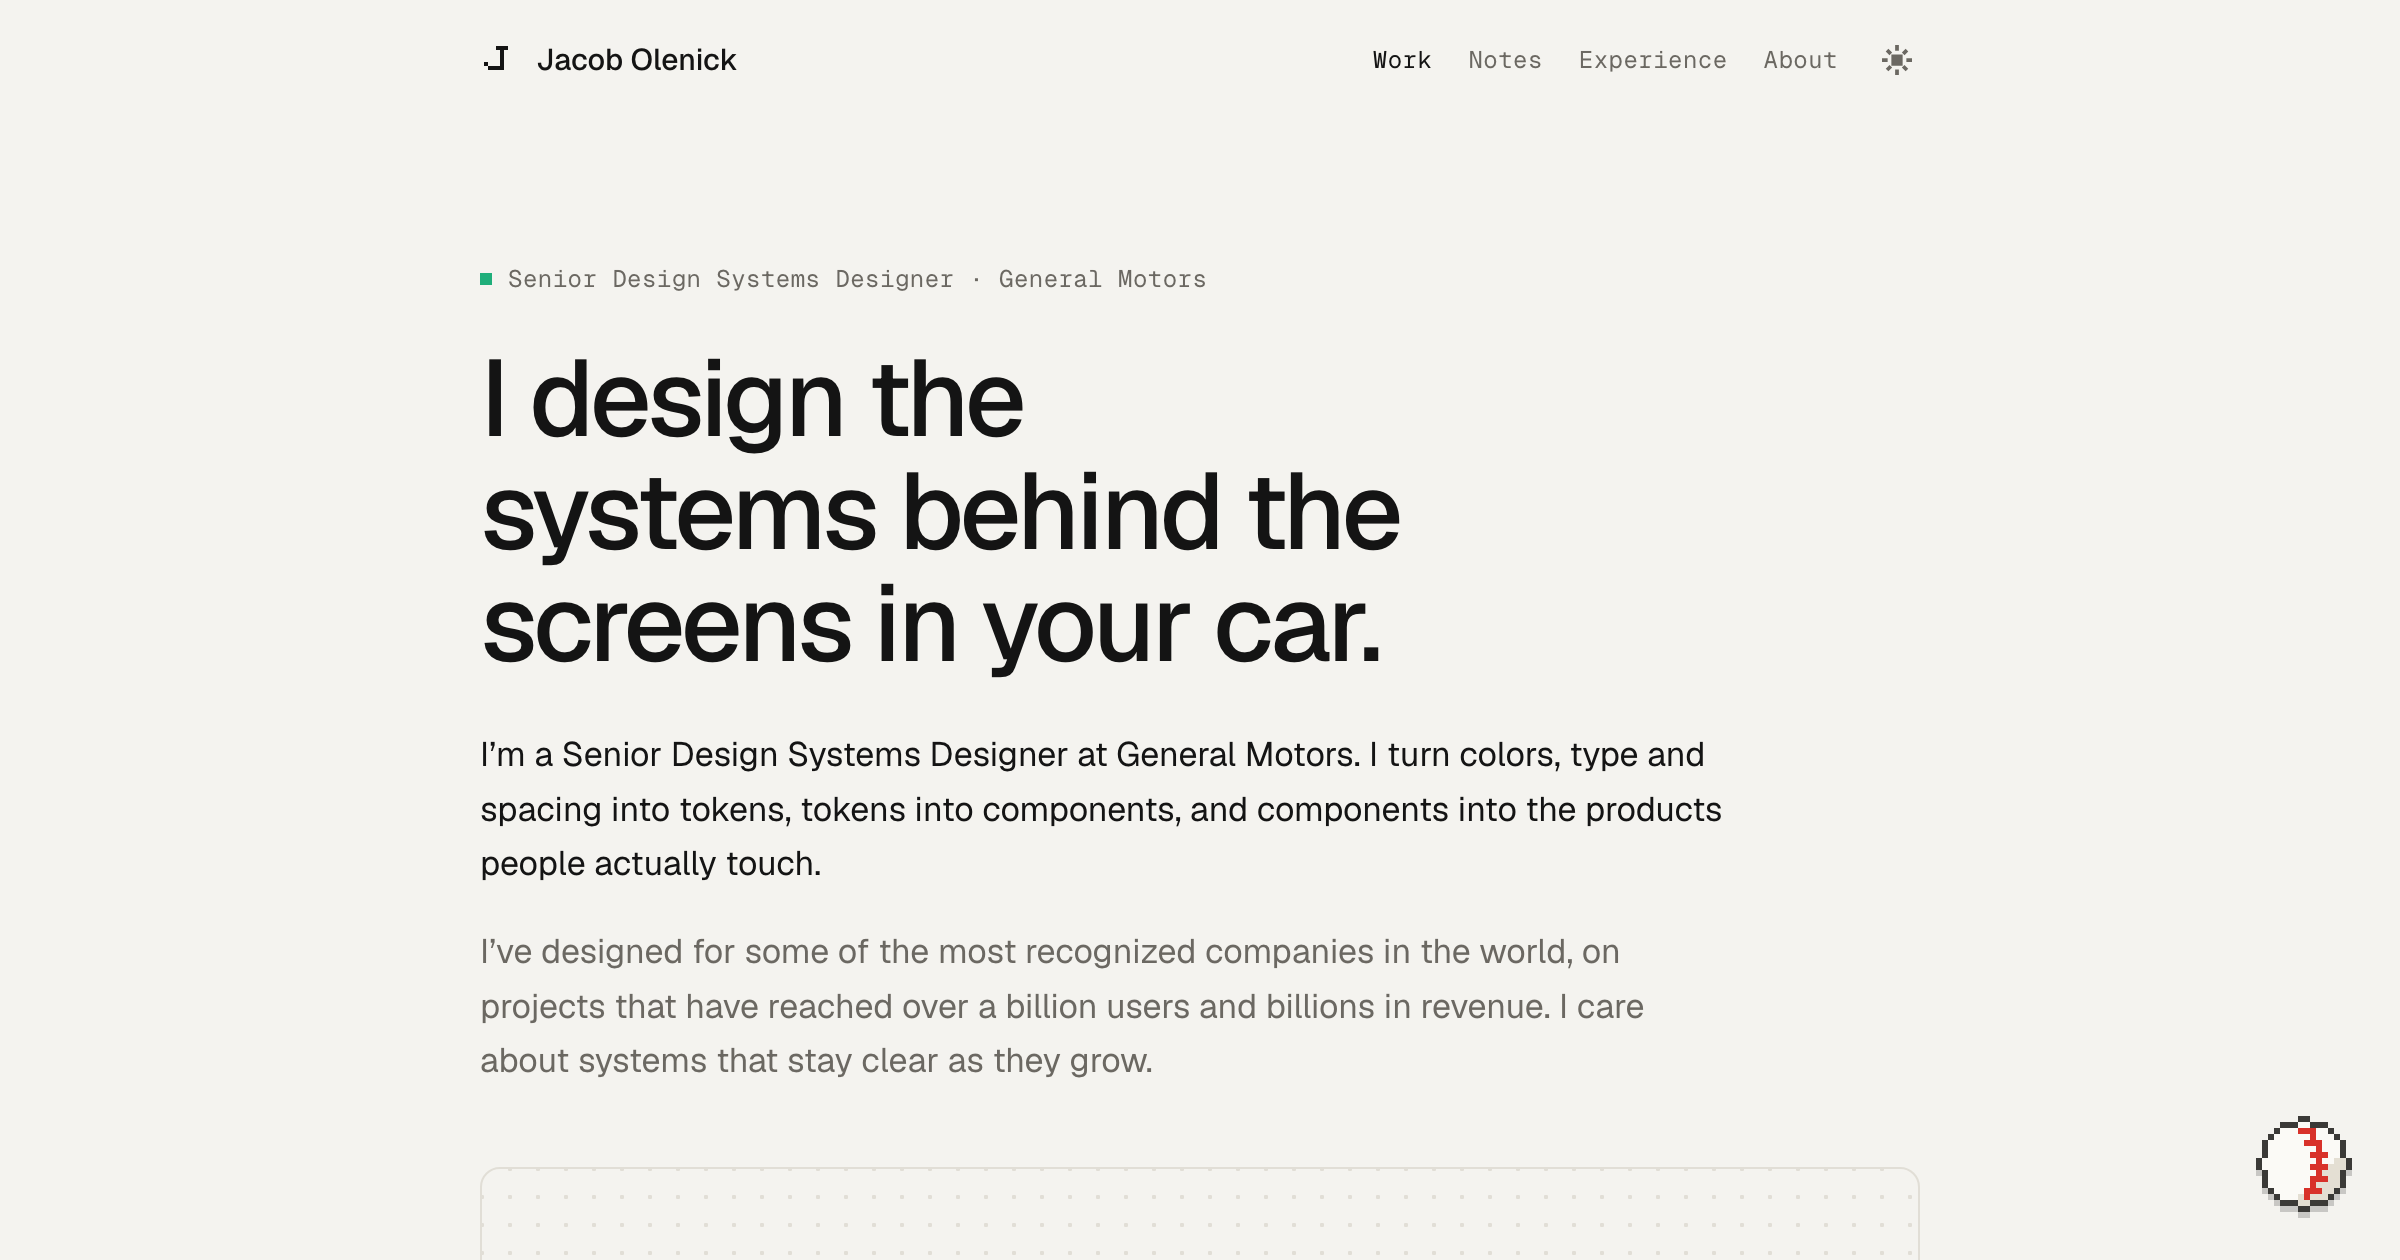 J Jacob Olenick
Work Notes Experience About
Senior Design Systems Designer · General Motors
I design the
systems behind the
screens in your car.
I’m a Senior Design Systems Designer at General Motors. I turn colors, type and
spacing into tokens, tokens into components, and components into the products
people actually touch.
I’ve designed for some of the most recognized companies in the world, on
projects that have reached over a billion users and billions in revenue. I care
about systems that stay clear as they grow.